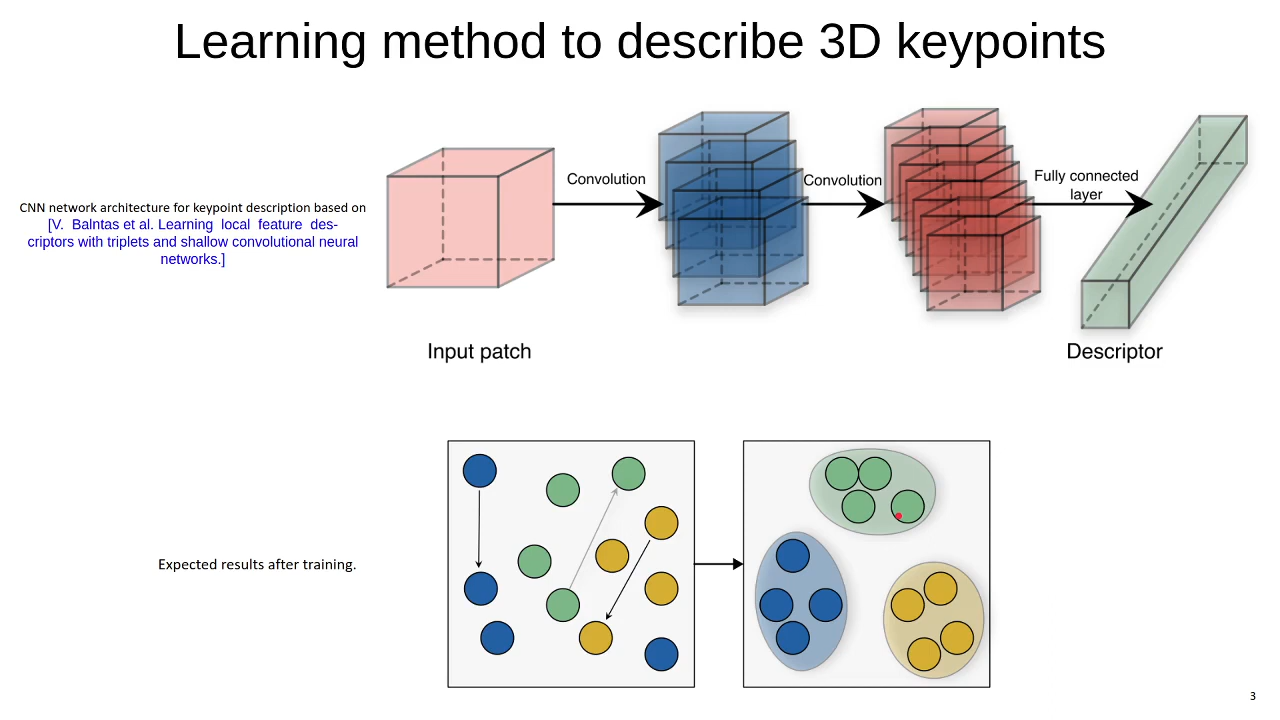 Learning method to describe 3D keypoints
CNN network architecture for keypoint description based on
[V. Balntas et al. Learning local feature des-
criptors with triplets and shallow convolutional neural
networks.]
Convolution
Convolution
Fully connected
layer
Input patch
Descriptor
Expected results after training.
3